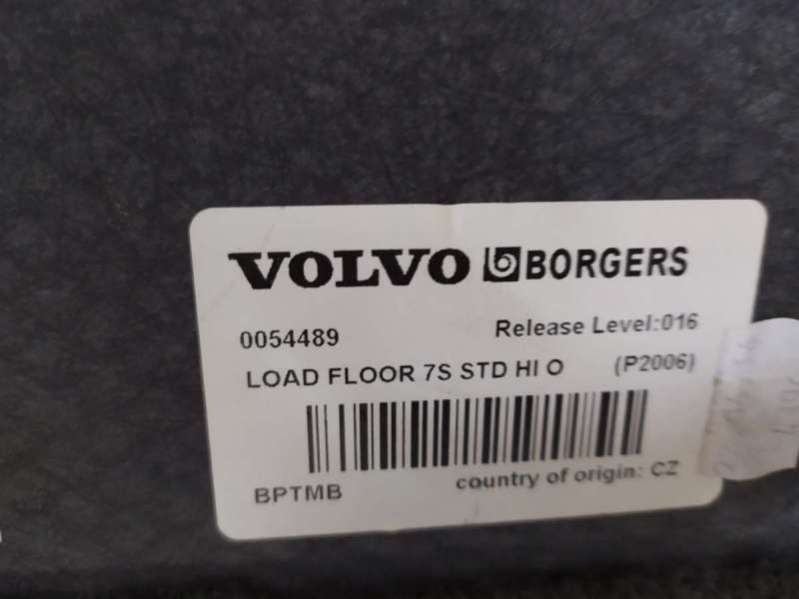 VOLVO BORGERS
0054489 Release Level:016
LOAD FLOOR 7S STD HI O (P2006)
BPTMB country of origin: CZ